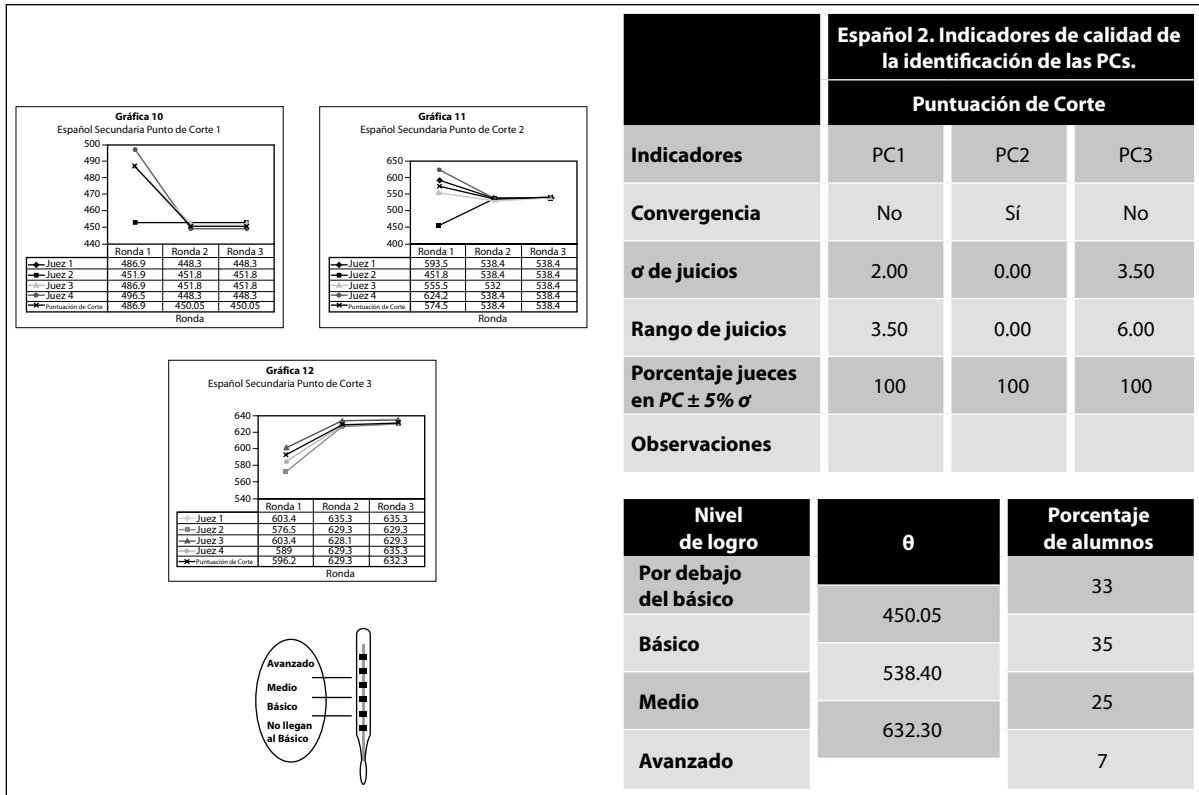 Gráfica 10
Español Secundaria Punto de Corte 1
500
490
480
470
460
450
440
Ronda 1 Ronda 2 Ronda 3
Juez 1 486.9 448.3 448.3
Juez 2 451.9 451.8 451.8
Juez 3 486.9 451.8 451.8
Juez 4 496.5 448.3 448.3
Puntuación de Corte 486.9 450.05 450.05
Ronda
Gráfica 11
Español Secundaria Punto de Corte 2
650
600
550
500
450
400
Ronda 1 Ronda 2 Ronda 3
Juez 1 593.5 538.4 538.4
Juez 2 451.8 538.4 538.4
Juez 3 555.5 532 538.4
Juez 4 624.2 538.4 538.4
Puntuación de Corte 574.5 538.4 538.4
Ronda
Gráfica 12
Español Secundaria Punto de Corte 3
640
620
600
580
560
540
Ronda 1 Ronda 2 Ronda 3
Juez 1 603.4 635.3 635.3
Juez 2 576.5 629.3 629.3
Juez 3 603.4 628.1 629.3
Juez 4 589 629.3 635.3
Puntuación de Corte 596.2 629.3 632.3
Ronda
Avanzado
Medio
Básico
No llegan
al Básico
Español 2. Indicadores de calidad de
la identificación de las PCs.
Puntuación de Corte
Indicadores PC1 PC2 PC3
Convergencia No Sí No
σ de juicios 2.00 0.00 3.50
Rango de juicios 3.50 0.00 6.00
Porcentaje jueces
en PC ± 5% σ 100 100 100
Observaciones
Nivel
de logro
θ
Porcentaje
de alumnos
Por debajo
del básico
33
450.05
Básico 35
538.40
Medio 25
632.30
Avanzado 7